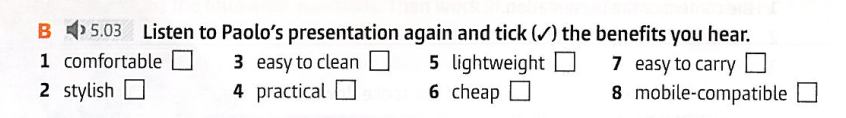 B 5.03 Listen to Paolo's presentation again and tick (✓) the benefits you hear.
1 comfortable 3 easy to clean 5 lightweight 7 easy to carry
2 stylish 4 practical 6 cheap 8 mobile-compatible